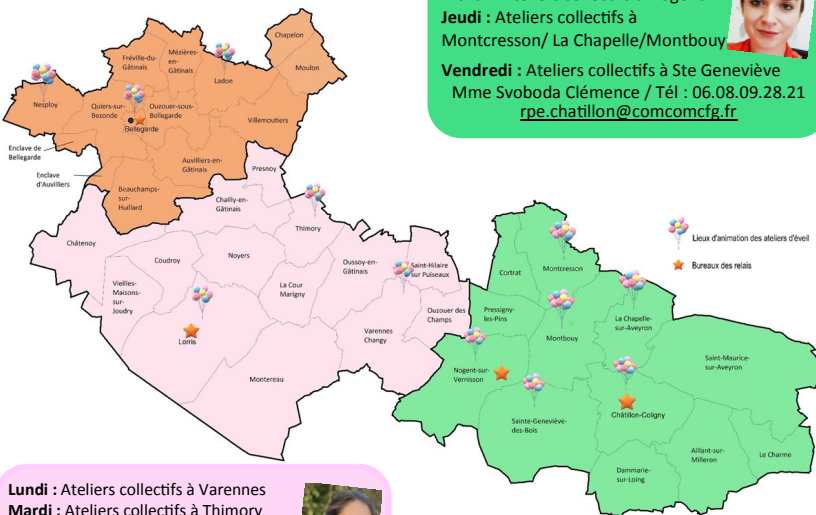 Jeudi : Ateliers collectifs à
Montcresson/ La Chapelle/Montbouy
Vendredi : Ateliers collectifs à Ste Geneviève
Mme Svoboda Clémence / Tél : 06.08.09.28.21
rpe.chatillon@comcomcfg.fr
Chapelon
Moulon
Mézières-
en-
Gâtinais
Fréville-du-
Gâtinais
Ladon
Nesploy
Quiers-sur-
Bezonde
Ouzouer-sous-
Bellegarde
Bellegarde
Villemoutiers
Enclave de
Bellegarde
Enclave
d'Auvilliers
Auvilliers-en-
Gâtinais
Beauchamps-
sur-
Huillard
Presnoy
Chailly-en-
Gâtinais
Thimory
Châtenoy
Coudroy
Noyers
Oussoy-en-
Gâtinais
Saint-Hilaire
sur Puiseaux
Vieilles-
Maisons-
sur-
Joudry
La Cour
Marigny
Ouzouer des
Champs
Varennes
Changy
Lorris
Montereau
Lieux d'animation des ateliers d'éveil
Bureaux des relais
Cortrat
Montcresson
Pressigny-
les-Pins
Montbouy
La Chapelle-
sur-Aveyron
Saint-Maurice-
sur-Aveyron
Nogent-sur-
Vernisson
Sainte-Geneviève-
des-Bois
Châtillon-Coligny
Aillant-sur-
Milleron
Le Charme
Dammarie-
sur-Loing
Lundi : Ateliers collectifs à Varennes
Mardi : Ateliers collectifs à Thimory